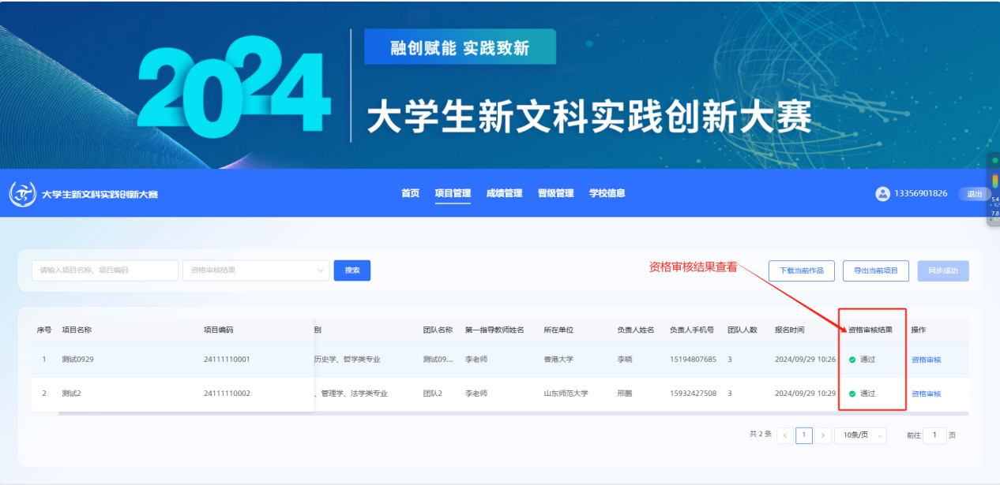 2024
融创赋能 实践致新
大学生新文科实践创新大赛
大学生新文科实践创新大赛 首页 项目管理 成绩管理 晋级管理 学校信息 13356901826 退出
请输入项目名称、项目编码 资格审核结果 搜索 资格审核结果查看 下载当前作品 导出当前项目 同步成功
序号 项目名称 项目编码 别 团队名称 第一指导教师姓名 所在单位 负责人姓名 负责人手机号 团队人数 报名时间 资格审核结果 操作
1 测试0929 24111110001 历史学、哲学类专业 测试09... 李老师 香港大学 李晓 15194807685 3 2024/09/29 10:26 通过 资格审核
2 测试2 24111110002 、管理学、法学类专业 团队2 李老师 山东师范大学 邢鹏 15932427508 3 2024/09/29 10:29 通过 资格审核
共 2 条 1 10条/页 前往 1 页